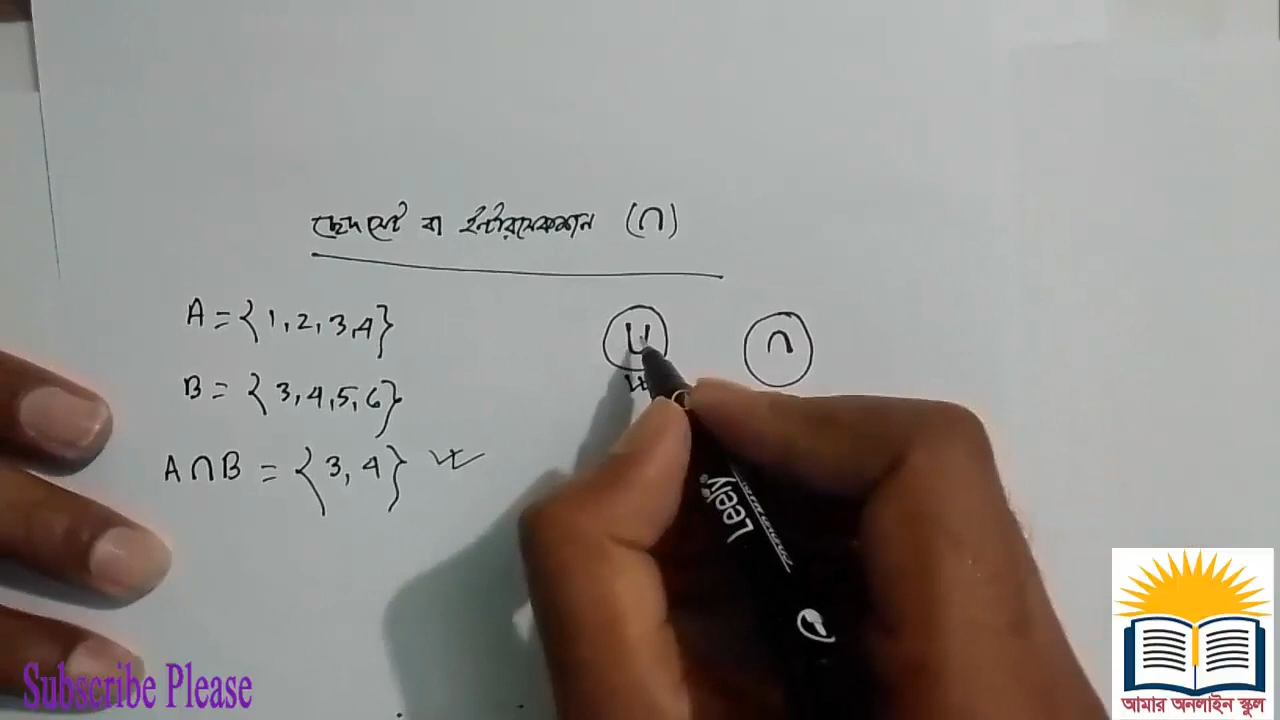 ছেদ সেট বা ইন্টারসেকশন (∩)
A = {1, 2, 3, 4}
B = {3, 4, 5, 6}
A∩B = {3, 4}
U ∩
Leely
Subscribe Please
আমার অনলাইন স্কুল